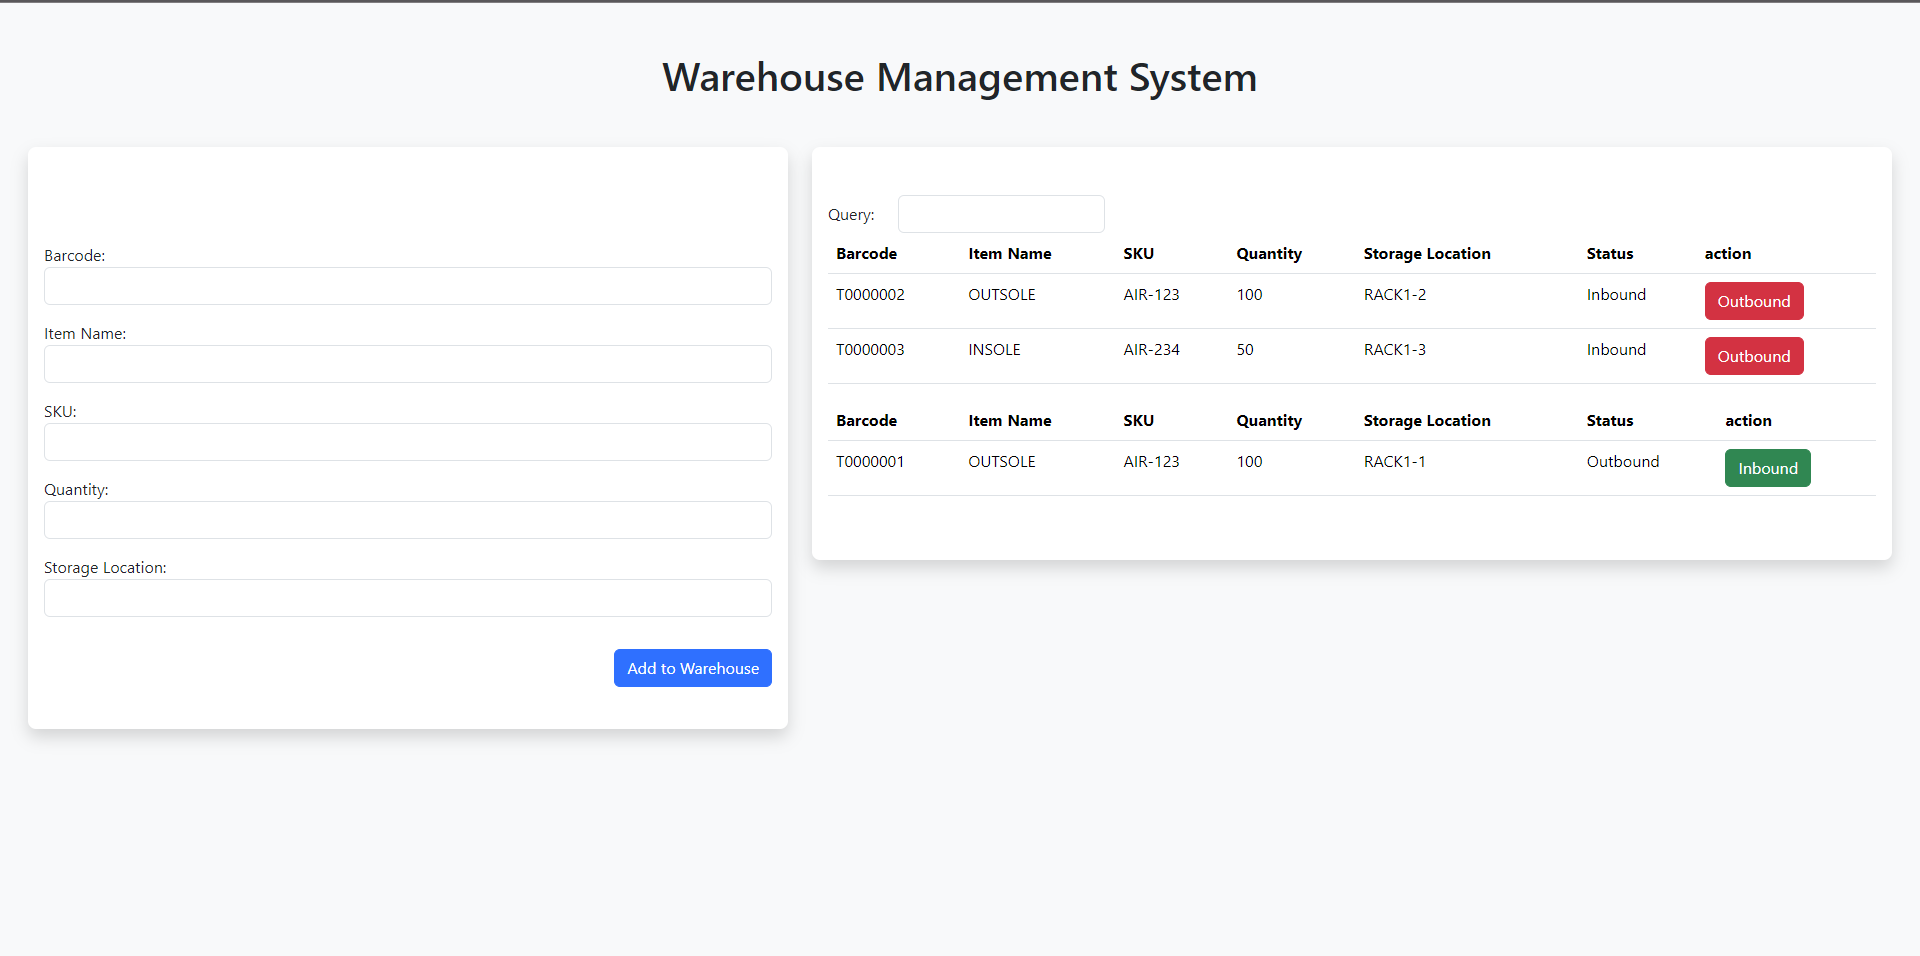 Warehouse Management System
Barcode:
Item Name:
SKU:
Quantity:
Storage Location:
Add to Warehouse
Query:
Barcode Item Name SKU Quantity Storage Location Status action
T0000002 OUTSOLE AIR-123 100 RACK1-2 Inbound Outbound
T0000003 INSOLE AIR-234 50 RACK1-3 Inbound Outbound
Barcode Item Name SKU Quantity Storage Location Status action
T0000001 OUTSOLE AIR-123 100 RACK1-1 Outbound Inbound